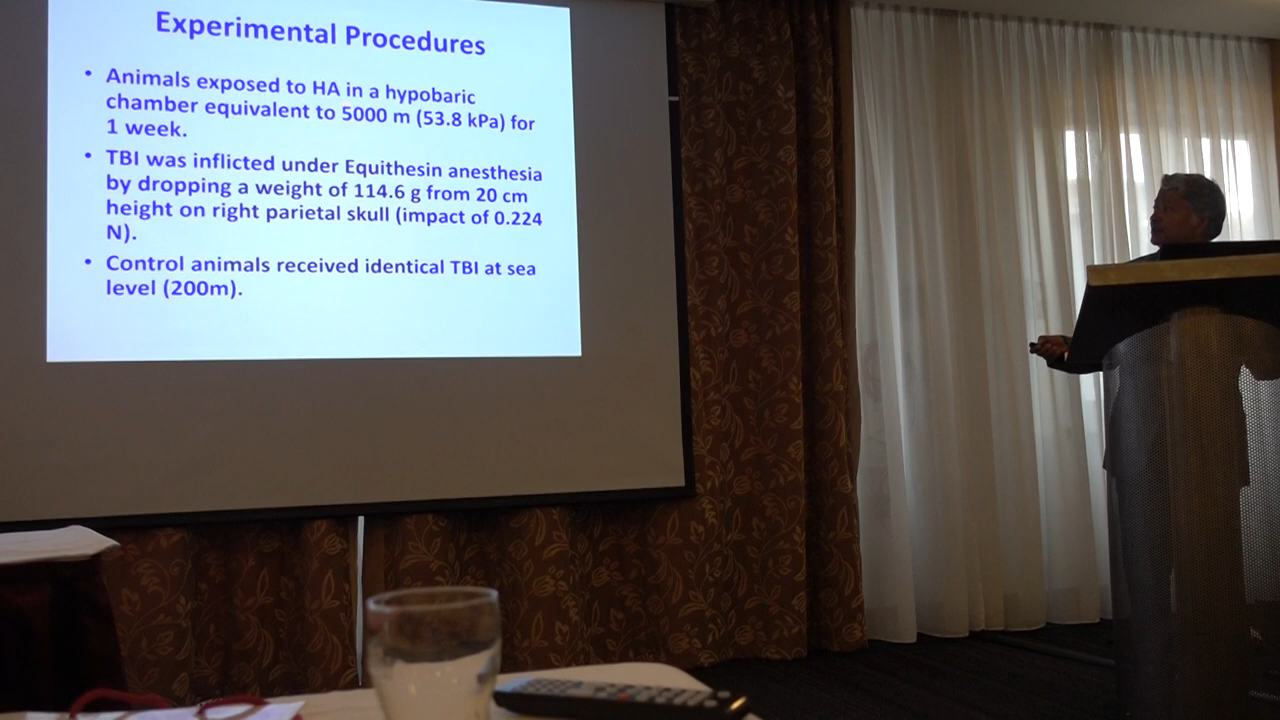 Experimental Procedures
• Animals exposed to HA in a hypobaric
chamber equivalent to 5000 m (53.8 kPa) for
1 week.
• TBI was inflicted under Equithesin anesthesia
by dropping a weight of 114.6 g from 20 cm
height on right parietal skull (impact of 0.224
N).
• Control animals received identical TBI at sea
level (200m).